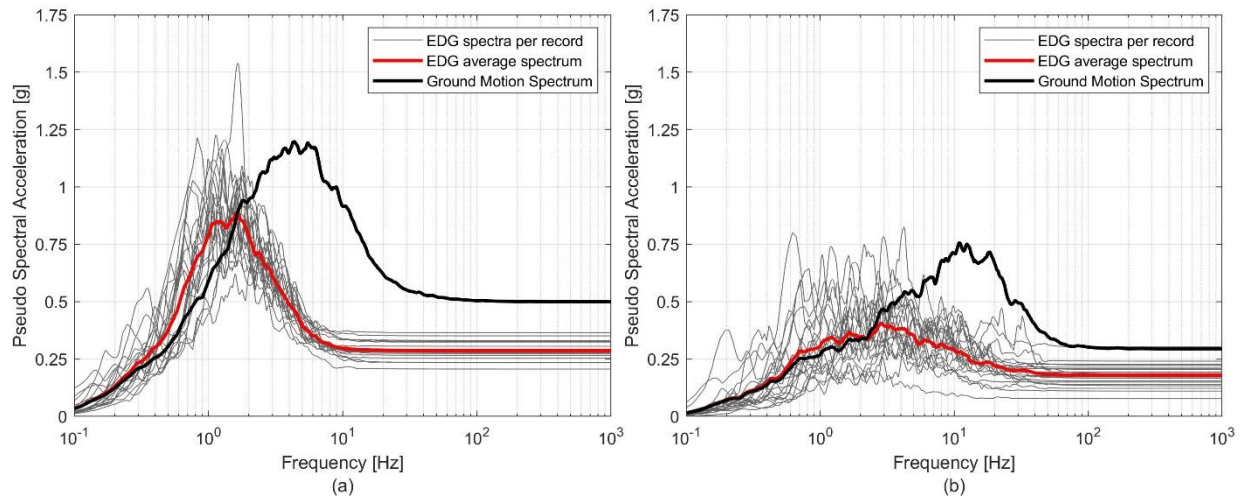 1.75
1.5
1.25
1
0.75
0.5
0.25
0
Pseudo Spectral Acceleration [g]
EDG spectra per record
EDG average spectrum
Ground Motion Spectrum
10^-1
10^0
10^1
10^2
10^3
Frequency [Hz]
(a)
1.75
1.5
1.25
1
0.75
0.5
0.25
0
Pseudo Spectral Acceleration [g]
EDG spectra per record
EDG average spectrum
Ground Motion Spectrum
10^-1
10^0
10^1
10^2
10^3
Frequency [Hz]
(b)